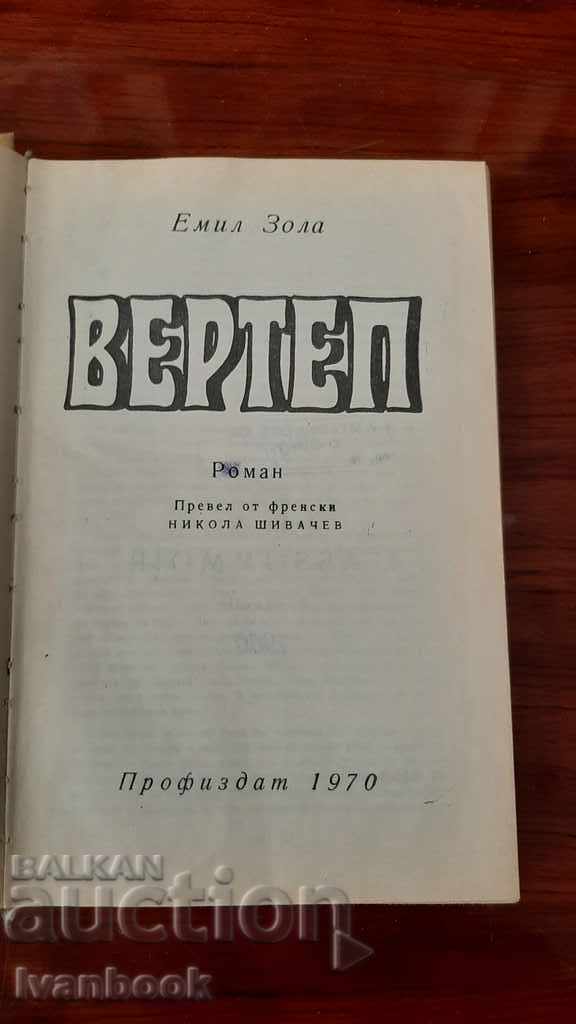 Емил Зола
ВЕРТЕП
Роман
Превел от френски
НИКОЛА ШИВАЧЕВ
Профиздат 1970
BALKAN
auction
Ivanbook